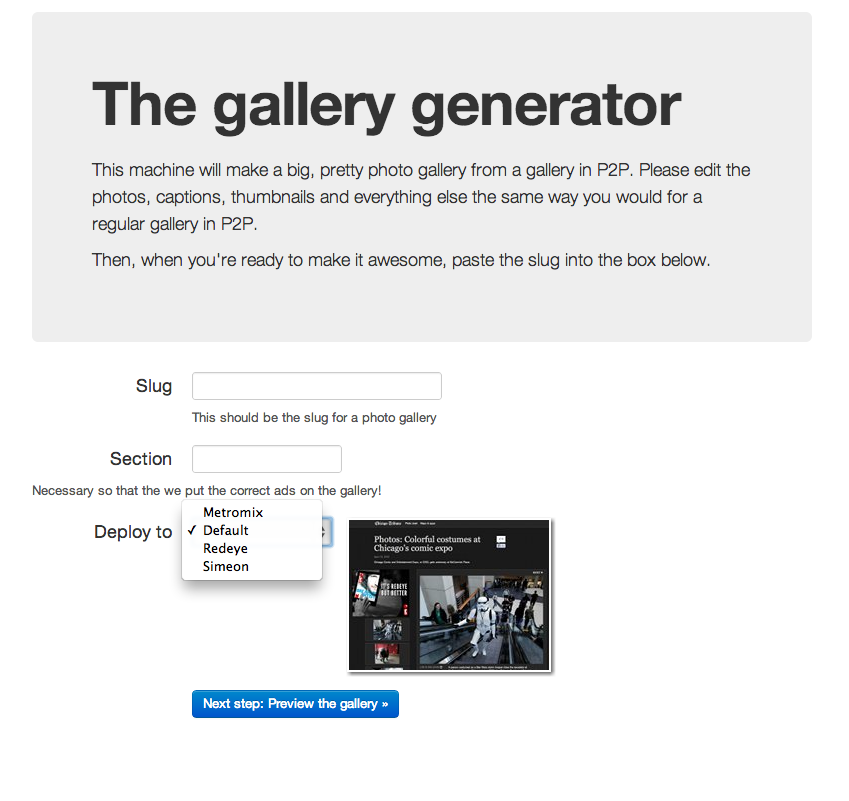 The gallery generator
This machine will make a big, pretty photo gallery from a gallery in P2P. Please edit the
photos, captions, thumbnails and everything else the same way you would for a
regular gallery in P2P.
Then, when you're ready to make it awesome, paste the slug into the box below.
Slug
This should be the slug for a photo gallery
Section
Necessary so that the we put the correct ads on the gallery!
Deploy to
Metromix
✓ Default
Redeye
Simeon
Photos: Colorful costumes at
Chicago's comic expo
IT'S REDEYE
BUT BETTER
Next step: Preview the gallery »